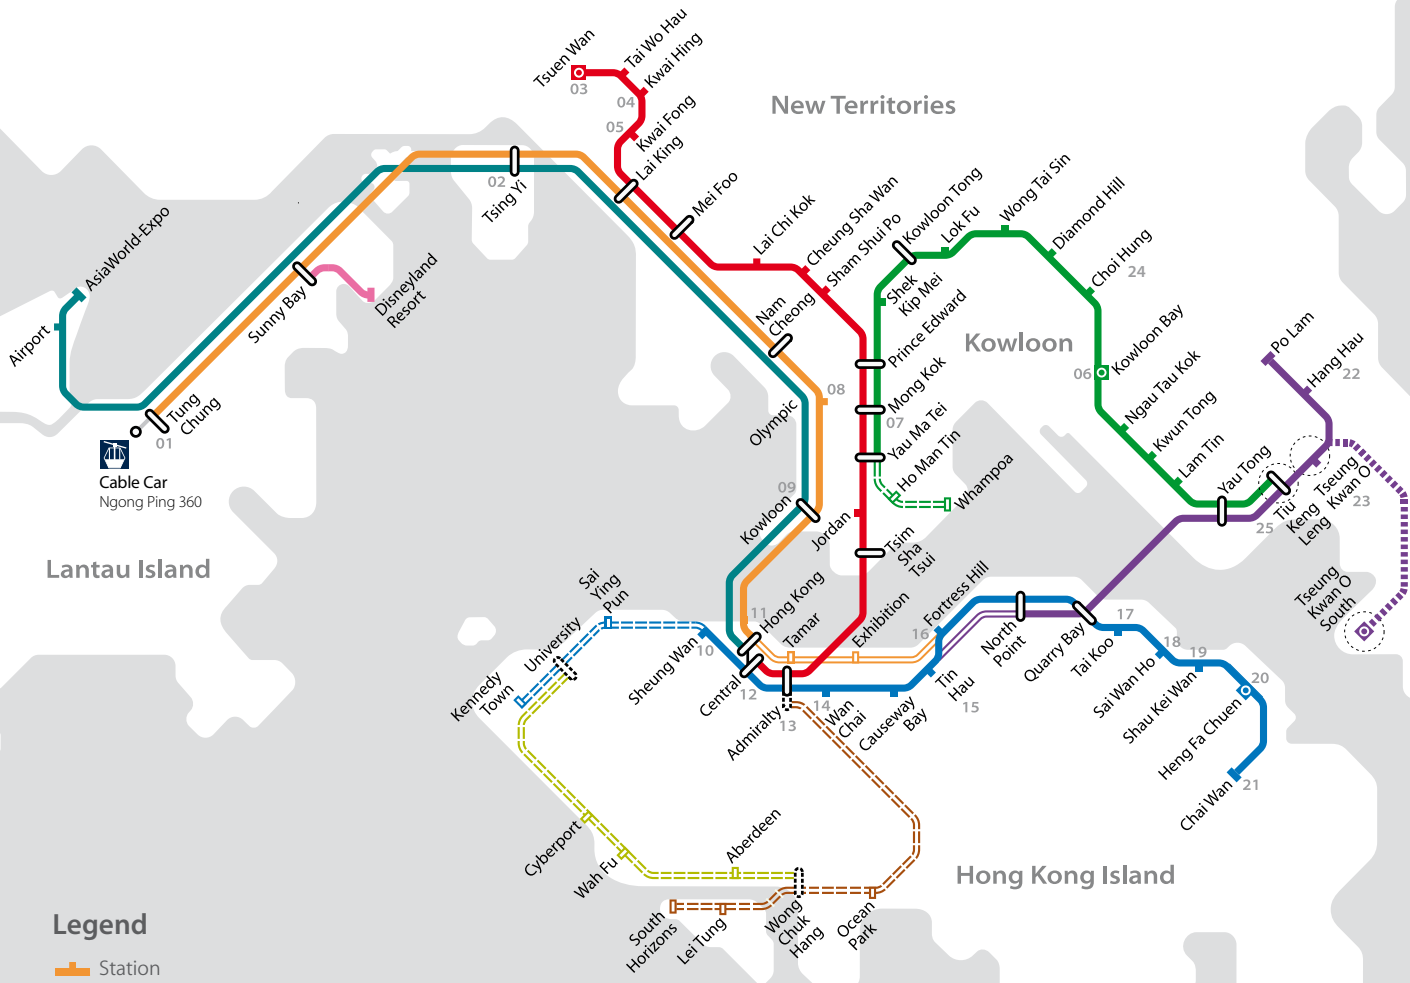 Tsuen Wan
03
Tai Wo Hau
Kwai Hing
04
05
Kwai Fong
Lai King
New Territories
02
Tsing Yi
Mei Foo
Lai Chi Kok
Cheung Sha Wan
Sham Shui Po
Kowloon Tong
Lok Fu
Wong Tai Sin
Diamond Hill
Choi Hung
24
AsiaWorld-Expo
Airport
Sunny Bay
Disneyland
Resort
Nam
Cheong
Shek
Kip Mei
Prince Edward
Kowloon
Kowloon Bay
06
Po Lam
Hang Hau
22
Tung
Chung
01
Cable Car
Ngong Ping 360
08
Olympic
Mong Kok
07
Yau Ma Tei
Ho Man Tin
Whampoa
Ngau Tau Kok
Kwun Tong
Lam Tin
Yau Tong
Tseung
Kwan O
23
Tiu
Keng
Leng
25
09
Kowloon
Jordan
Tsim
Sha
Tsui
Lantau Island
Sai
Ying
Pun
University
Kennedy
Town
Sheung Wan
10
11
Hong Kong
Tamar
Exhibition
Fortress Hill
16
North
Point
Quarry Bay
17
Tai Koo
18
Sai Wan Ho
19
Shau Kei Wan
20
Heng Fa Chuen
21
Chai Wan
Tseung
Kwan O
South
Central
12
Admiralty
13
14
Wan
Chai
Causeway
Bay
Tin
Hau
15
Cyberport
Wah Fu
Aberdeen
South
Horizons
Lei Tung
Wong
Chuk
Hang
Ocean
Park
Hong Kong Island
Legend
Station